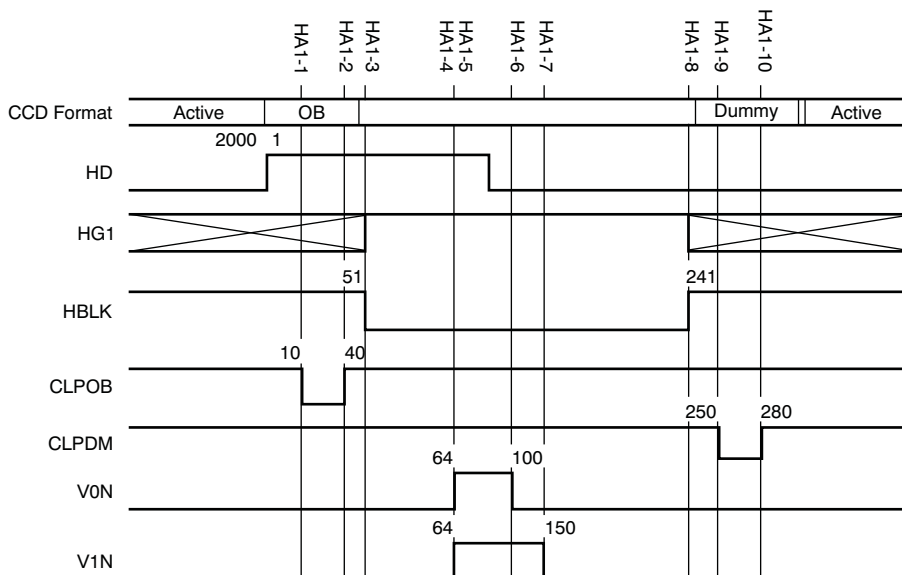 HA1-1
HA1-2
HA1-3
HA1-4
HA1-5
HA1-6
HA1-7
HA1-8
HA1-9
HA1-10
CCD Format Active OB Dummy Active
2000 1
HD
HG1
51 241
HBLK
10 40
CLPOB
250 280
CLPDM
64 100
V0N
64 150
V1N